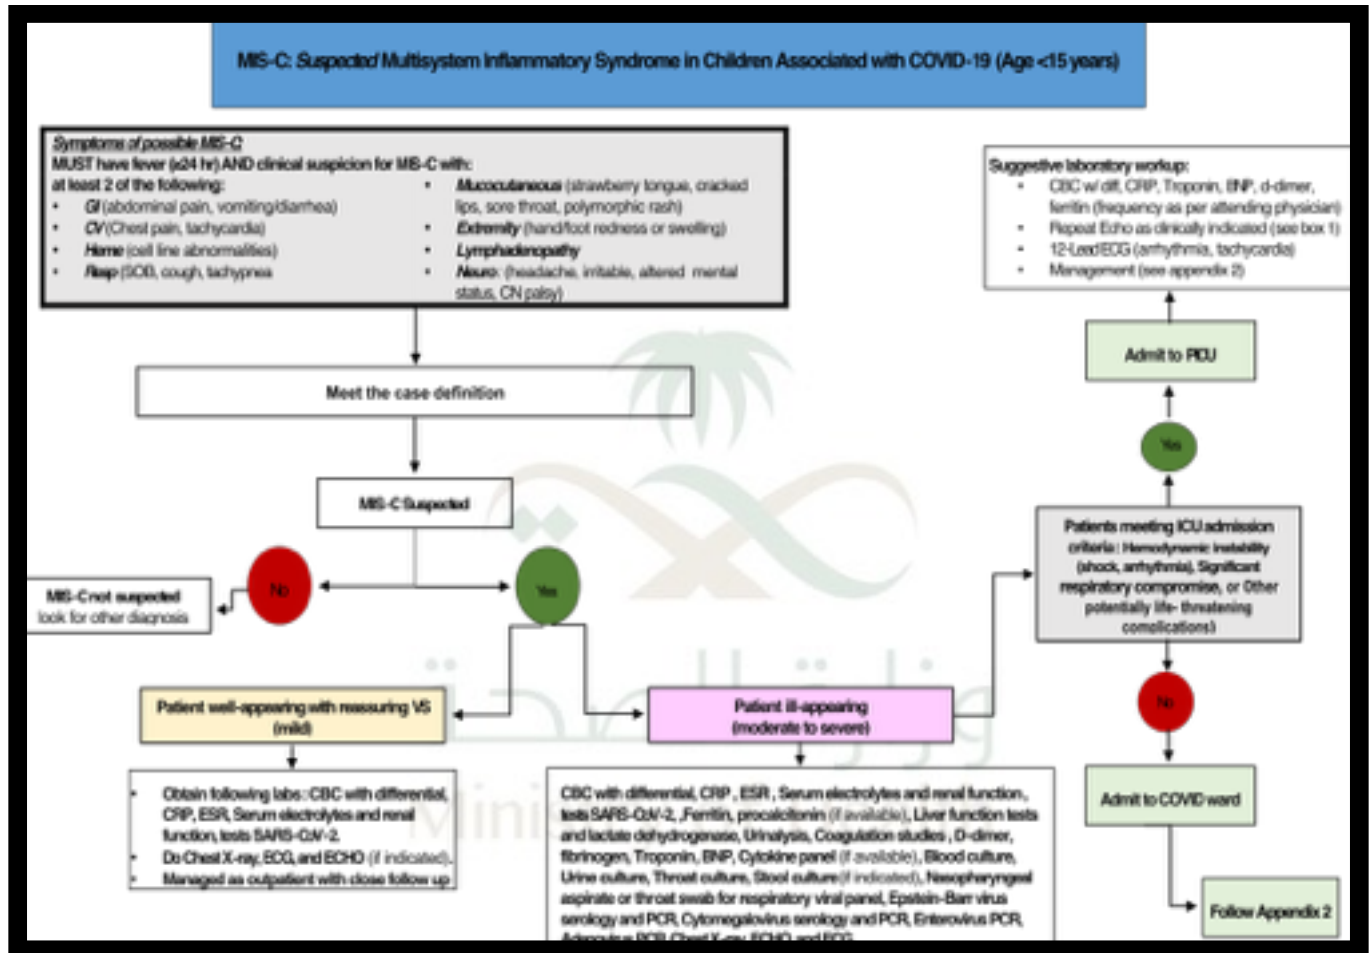 MIS-C: Suspected Multisystem Inflammatory Syndrome in Children Associated with COVID-19 (Age <15 years)
Symptoms of possible MIS-C
MUST have fever (≥24 hr) AND clinical suspicion for MIS-C with:
at least 2 of the following:
• GI (abdominal pain, vomiting/diarrhea)
• CV (Chest pain, tachycardia)
• Heme (cell line abnormalities)
• Resp (SOB, cough, tachypnea
• Mucocutaneous (strawberry tongue, cracked
lips, sore throat, polymorphic rash)
• Extremity (hand/foot redness or swelling)
• Lymphadenopathy
• Neuro: (headache, irritable, altered mental
status, CN palsy)
Meet the case definition
MIS-C Suspected
No
Yes
MIS-C not suspected
look for other diagnosis
Patient well-appearing with reassuring VS
(mild)
• Obtain following labs: CBC with differential,
CRP, ESR, Serum electrolytes and renal
function, tests SARS-CoV-2.
• Do Chest X-ray, ECG, and ECHO (if indicated).
• Managed as outpatient with close follow up
Patient ill-appearing
(moderate to severe)
CBC with differential, CRP, ESR, Serum electrolytes and renal function,
tests SARS-CoV-2, ,Ferritin, procalcitonin (if available), Liver function tests
and lactate dehydrogenase, Urinalysis, Coagulation studies, D-dimer,
fibrinogen, Troponin, BNP, Cytokine panel (if available), Blood culture,
Urine culture, Throat culture, Stool culture (if indicated), Nasopharyngeal
aspirate or throat swab for respiratory viral panel, Epstein-Barr virus
serology and PCR, Cytomegalovirus serology and PCR, Enterovirus PCR,
Adenovirus PCR, Chest X-ray, ECHO, and ECG
Suggestive laboratory workup:
• CBC w/ diff, CRP, Troponin, BNP, d-dimer,
ferritin (frequency as per attending physician)
• Repeat Echo as clinically indicated (see box 1)
• 12-Lead ECG (arrhythmia, tachycardia)
• Management (see appendix 2)
Admit to PICU
Yes
Patients meeting ICU admission
criteria: Hemodynamic instability
(shock, arrhythmia), Significant
respiratory compromise, or Other
potentially life- threatening
complications)
No
Admit to COVID ward
Follow Appendix 2
وزارة الصحة